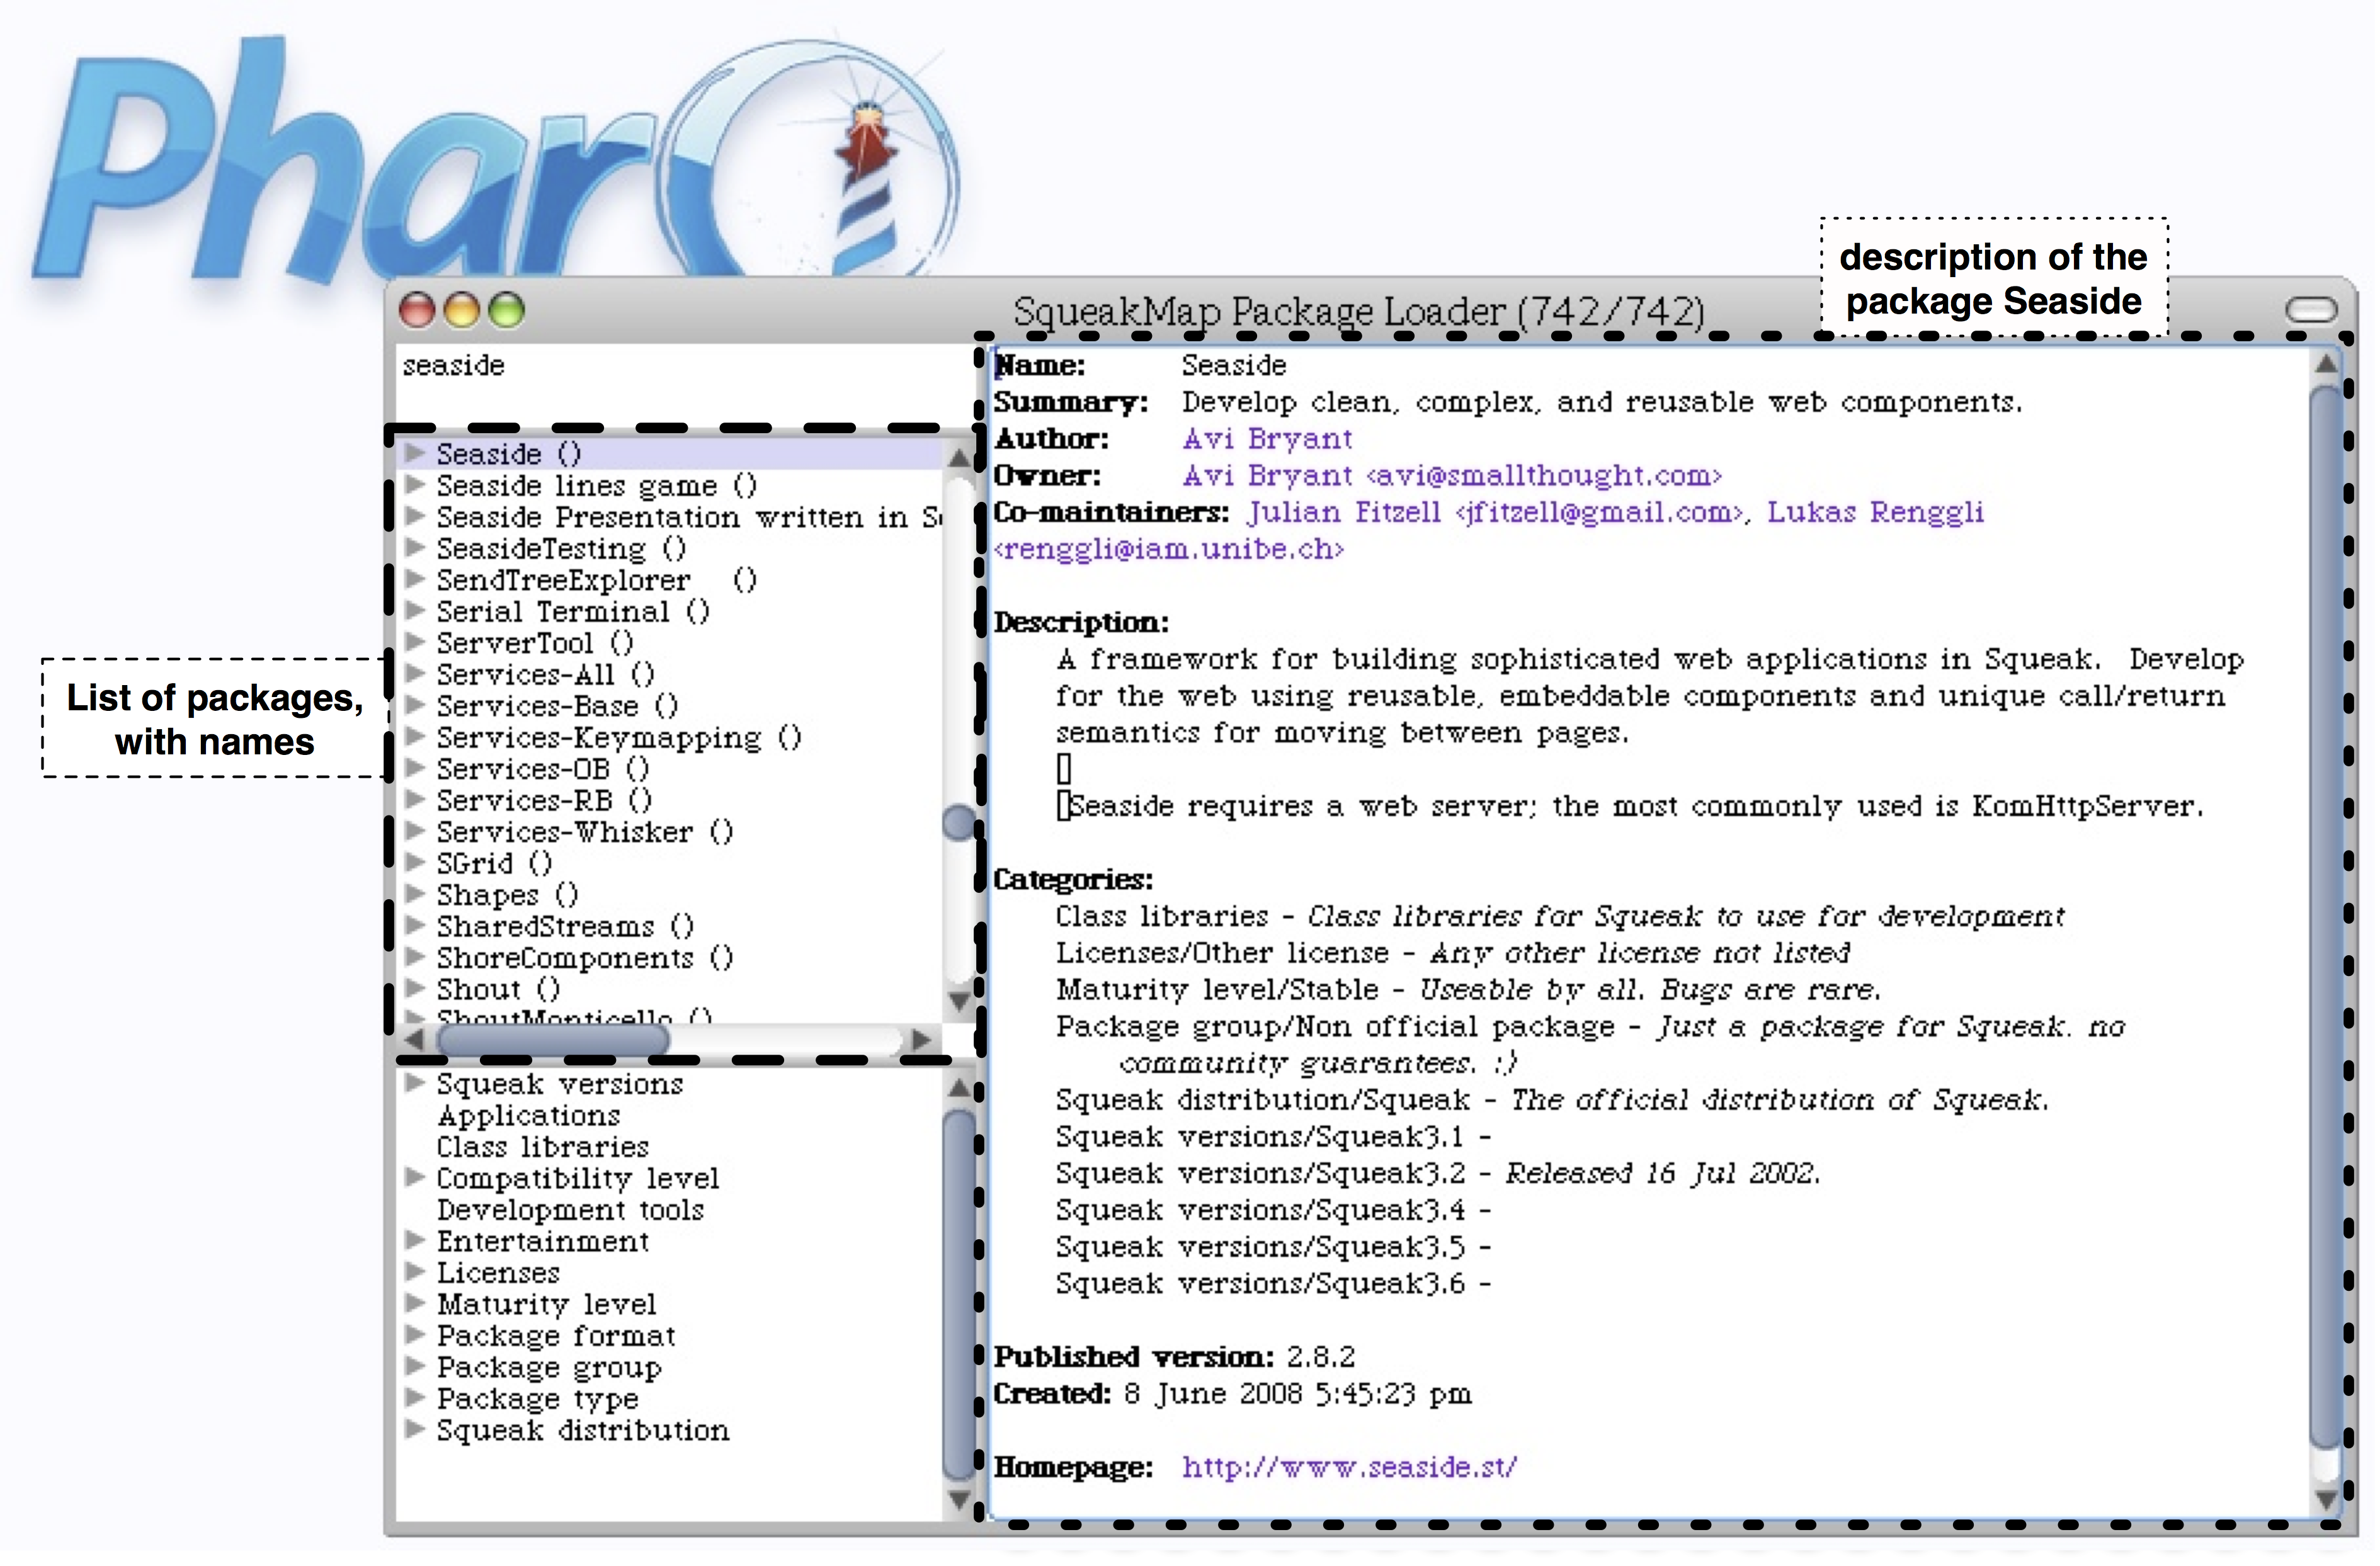 Pharo
description of the
package Seaside
SqueakMap Package Loader (742/742)
seaside
Seaside ()
Seaside lines game ()
Seaside Presentation written in S
SeasideTesting ()
SendTreeExplorer ()
Serial Terminal ()
ServerTool ()
Services-All ()
Services-Base ()
Services-Keymapping ()
Services-OB ()
Services-RB ()
Services-Whisker ()
SGrid ()
Shapes ()
SharedStreams ()
ShoreComponents ()
Shout ()
ShoutMonticello ()
List of packages,
with names
Squeak versions
Applications
Class libraries
Compatibility level
Development tools
Entertainment
Licenses
Maturity level
Package format
Package group
Package type
Squeak distribution
Name: Seaside
Summary: Develop clean, complex, and reusable web components.
Author: Avi Bryant
Owner: Avi Bryant <avi@smallthought.com>
Co-maintainers: Julian Fitzell <jfitzell@gmail.com>, Lukas Renggli
<renggli@iam.unibe.ch>
Description:
A framework for building sophisticated web applications in Squeak. Develop
for the web using reusable, embeddable components and unique call/return
semantics for moving between pages.
Seaside requires a web server; the most commonly used is KomHttpServer.
Categories:
Class libraries - Class libraries for Squeak to use for development
Licenses/Other license - Any other license not listed
Maturity level/Stable - Useable by all. Bugs are rare.
Package group/Non official package - Just a package for Squeak. no
community guarantees. :)
Squeak distribution/Squeak - The official distribution of Squeak.
Squeak versions/Squeak3.1 -
Squeak versions/Squeak3.2 - Released 16 Jul 2002.
Squeak versions/Squeak3.4 -
Squeak versions/Squeak3.5 -
Squeak versions/Squeak3.6 -
Published version: 2.8.2
Created: 8 June 2008 5:45:23 pm
Homepage: http://www.seaside.st/